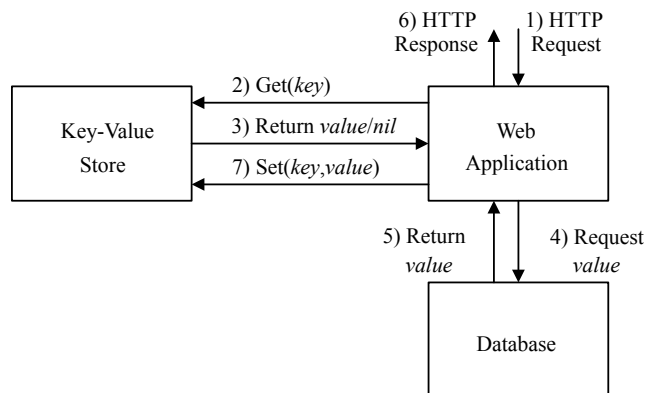 6) HTTP
Response
1) HTTP
Request
2) Get(key)
Key-Value
Store
3) Return value/nil
Web
Application
7) Set(key,value)
5) Return
value
4) Request
value
Database